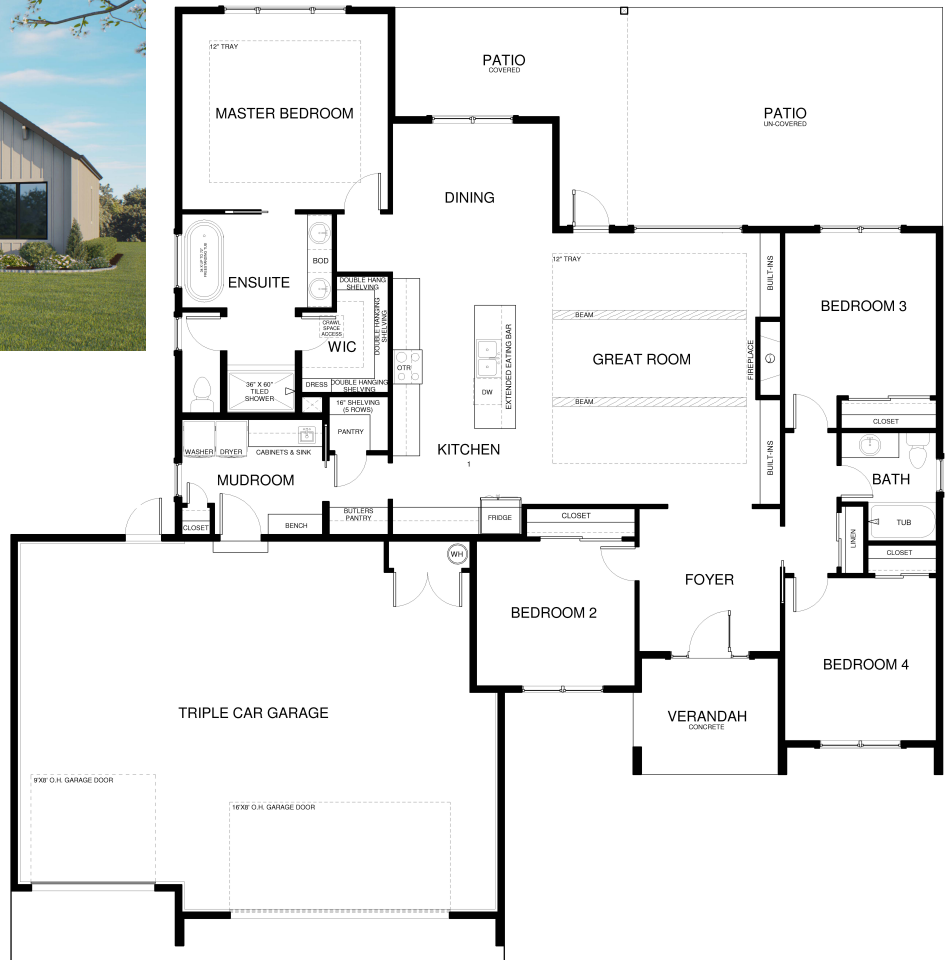 12" TRAY
MASTER BEDROOM
PATIO
COVERED
PATIO
UN-COVERED
DINING
ENSUITE
BOD
DOUBLE HANG
SHELVING
DOUBLE HANGING
SHELVING
CRAWL
SPACE
ACCESS
WIC
DRESS
DOUBLE HANGING
SHELVING
36" X 60"
TILED
SHOWER
16" SHELVING
(5 ROWS)
PANTRY
OTR
DW
EXTENDED EATING BAR
KITCHEN
1
12" TRAY
BEAM
GREAT ROOM
BEAM
BUILT-INS
FIREPLACE
BUILT-INS
BEDROOM 3
CLOSET
BATH
TUB
LINEN
CLOSET
WASHER
DRYER
CABINETS & SINK
MUDROOM
CLOSET
BENCH
BUTLERS
PANTRY
FRIDGE
CLOSET
WH
FOYER
BEDROOM 2
BEDROOM 4
VERANDAH
CONCRETE
TRIPLE CAR GARAGE
9'X8' O.H. GARAGE DOOR
16'X8' O.H. GARAGE DOOR